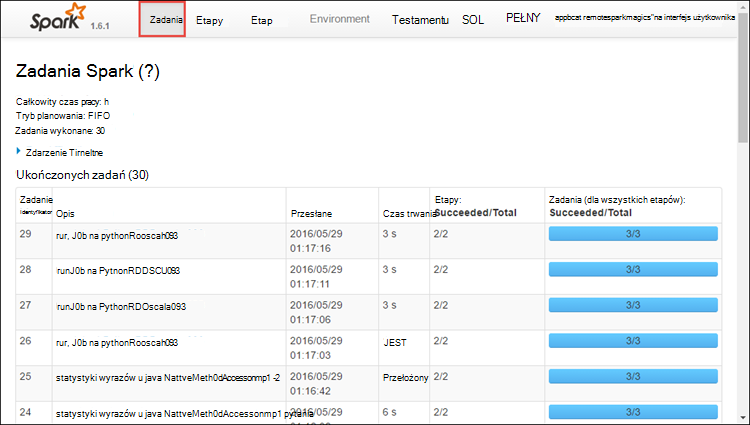 Spark 1.6.1 Zadania Etapy Etap Environment Testamentu SOL PEŁNY appbcat remotesparkmagics"na interfejs użytkownika
Zadania Spark (?)
Całkowity czas pracy: h
Tryb planowania: FIFO
Zadania wykonane: 30
Zdarzenie Tirneltne
Ukończonych zadań (30)
Zadanie Identyfikator Opis Przesłane Czas trwania Etapy: Succeeded/Total Zadania (dla wszystkich etapów): Succeeded/Total
29 rur, J0b na pythonRooscah093 2016/05/29 01:17:16 3 s 2/2 3/3
28 runJ0b na PytnonRDDSCU093 2016/05/29 01:17:11 3 s 2/2 3/3
27 rurJ0b na PytnonRDOscala093 2016/05/29 01:17:06 3 s 2/2 3/3
26 rur, J0b na pythonRooscah093 2016/05/29 01:17:03 JEST 2/2 3/3
25 statystyki wyrazów u java NattveMeth0dAccessonmp1 -2 2016/05/29 01:16:42 Przełożony 2/2 3/3
24 statystyki wyrazów u java NattveMeth0dAccessonmp1 pytania 2016/05/29 6 s 2/2 3/3